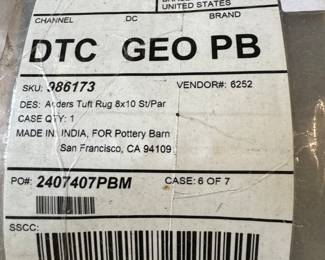 UNITED STATES
CHANNEL DC BRAND
DTC GEO PB
SKU: 986173 VENDOR#: 6252
DES: Anders Tuft Rug 8x10 St/Par
CASE QTY: 1
MADE IN: INDIA, FOR Pottery Barn
San Francisco, CA 94109
PO#: 2407407PBM CASE: 6 OF 7
SSCC: